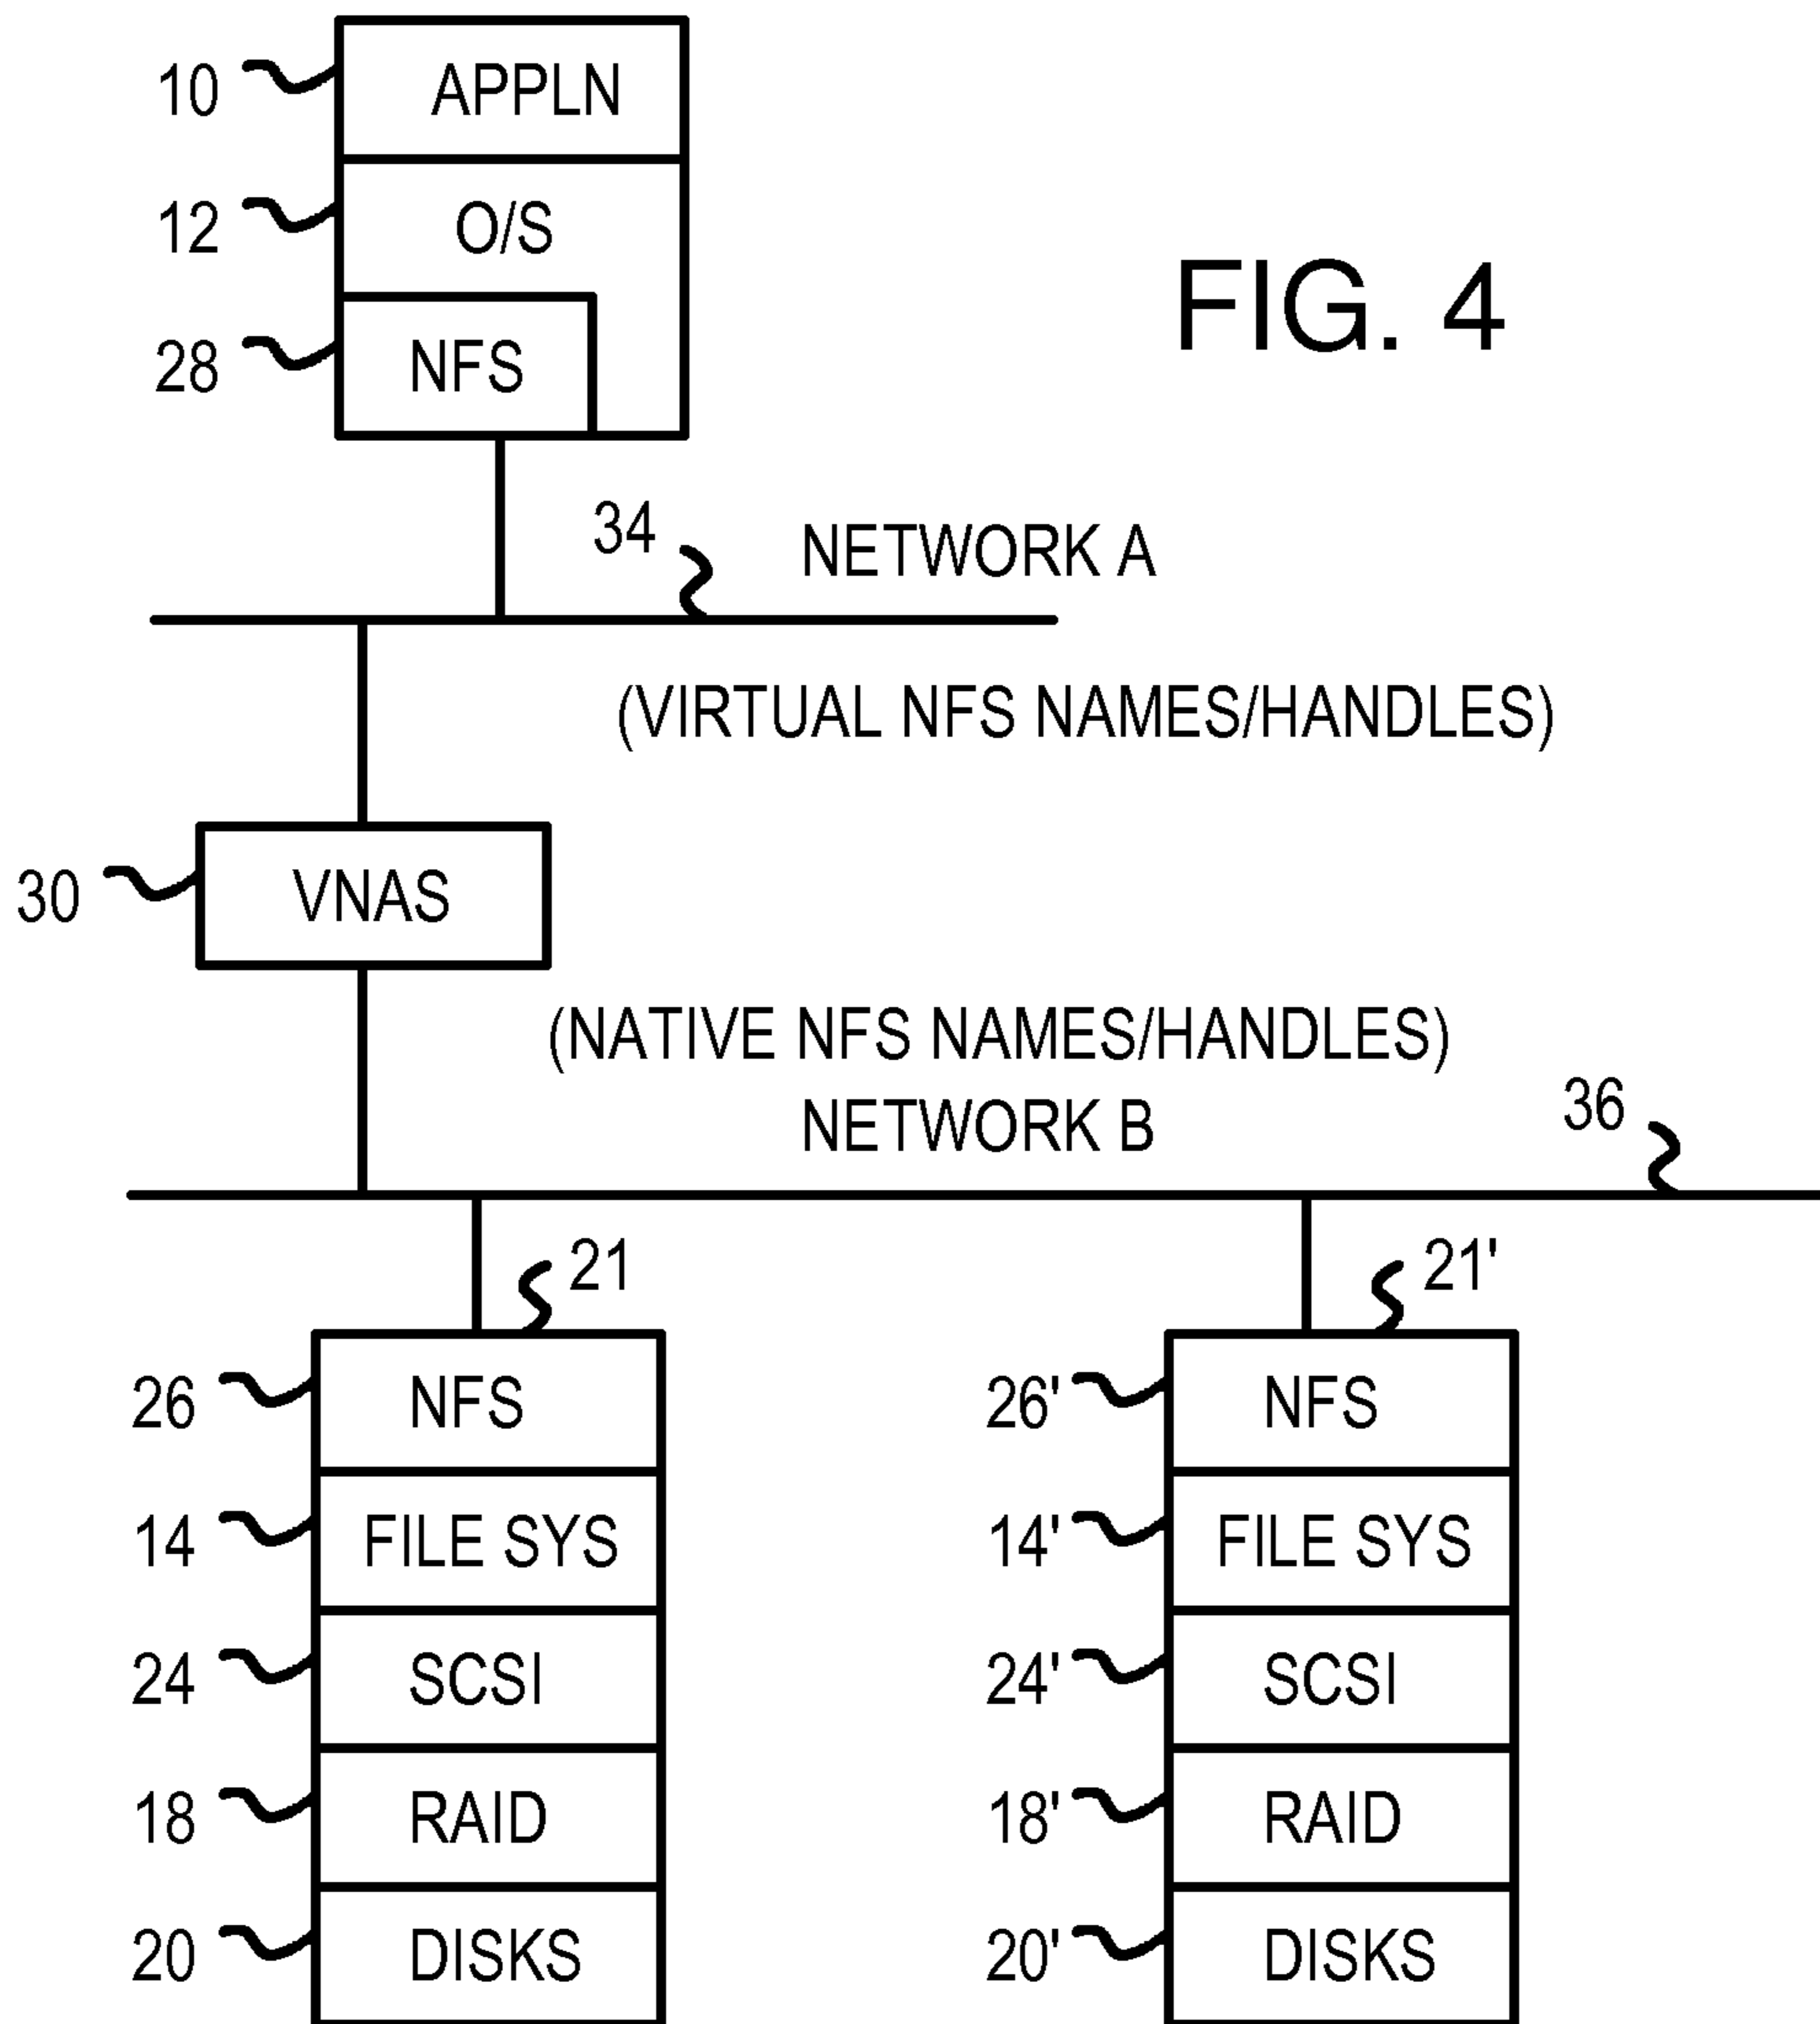 10 APPLN
12 O/S
FIG. 4
28 NFS
34 NETWORK A
(VIRTUAL NFS NAMES/HANDLES)
30 VNAS
(NATIVE NFS NAMES/HANDLES)
NETWORK B 36
21 21'
26 NFS 26' NFS
14 FILE SYS 14' FILE SYS
24 SCSI 24' SCSI
18 RAID 18' RAID
20 DISKS 20' DISKS